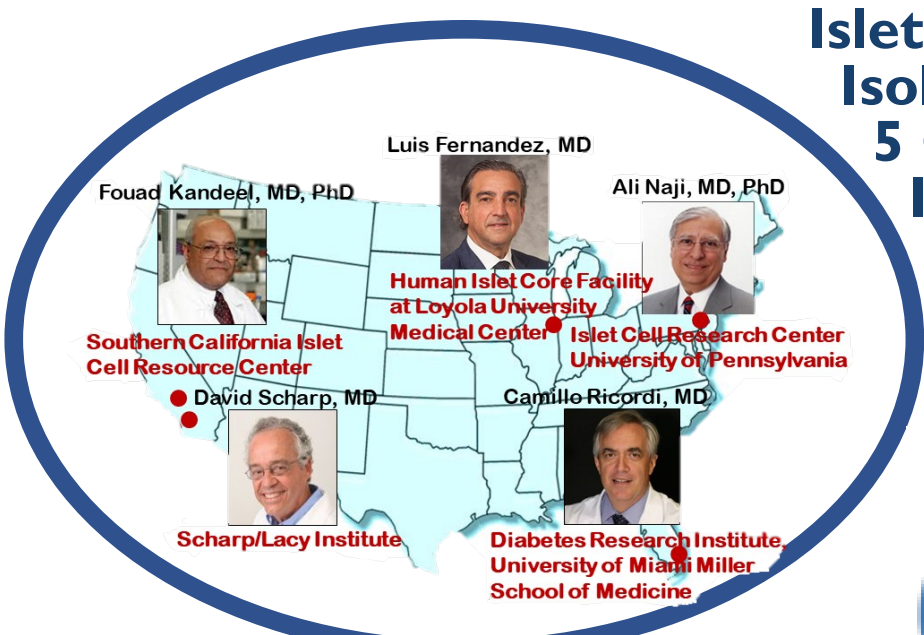 Islet
Isol
5
Luis Fernandez, MD
Fouad Kandeel, MD, PhD
Ali Naji, MD, PhD
Human Islet Core Facility
at Loyola University
Medical Center
Southern California Islet
Cell Resource Center
Islet Cell Research Center
University of Pennsylvania
David Scharp, MD
Camillo Ricordi, MD
Scharp/Lacy Institute
Diabetes Research Institute,
University of Miami Miller
School of Medicine